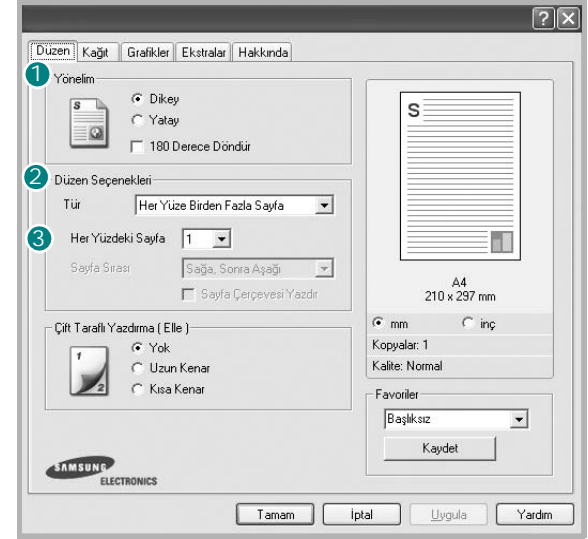 Düzen Kağıt Grafikler Ekstralar Hakkında
1 Yönelim
Dikey
Yatay
180 Derece Döndür
2 Düzen Seçenekleri
Tür Her Yüze Birden Fazla Sayfa
3 Her Yüzdeki Sayfa 1
Sayfa Sırası Sağa, Sonra Aşağı
Sayfa Çerçevesi Yazdır
Çift Taraflı Yazdırma ( Elle )
1
2
Yok
Uzun Kenar
Kısa Kenar
SAMSUNG
ELECTRONICS
S
S
A4
210 x 297 mm
mm inç
Kopyalar: 1
Kalite: Normal
Favoriler
Başlıksız
Kaydet
Tamam İptal Uygula Yardım